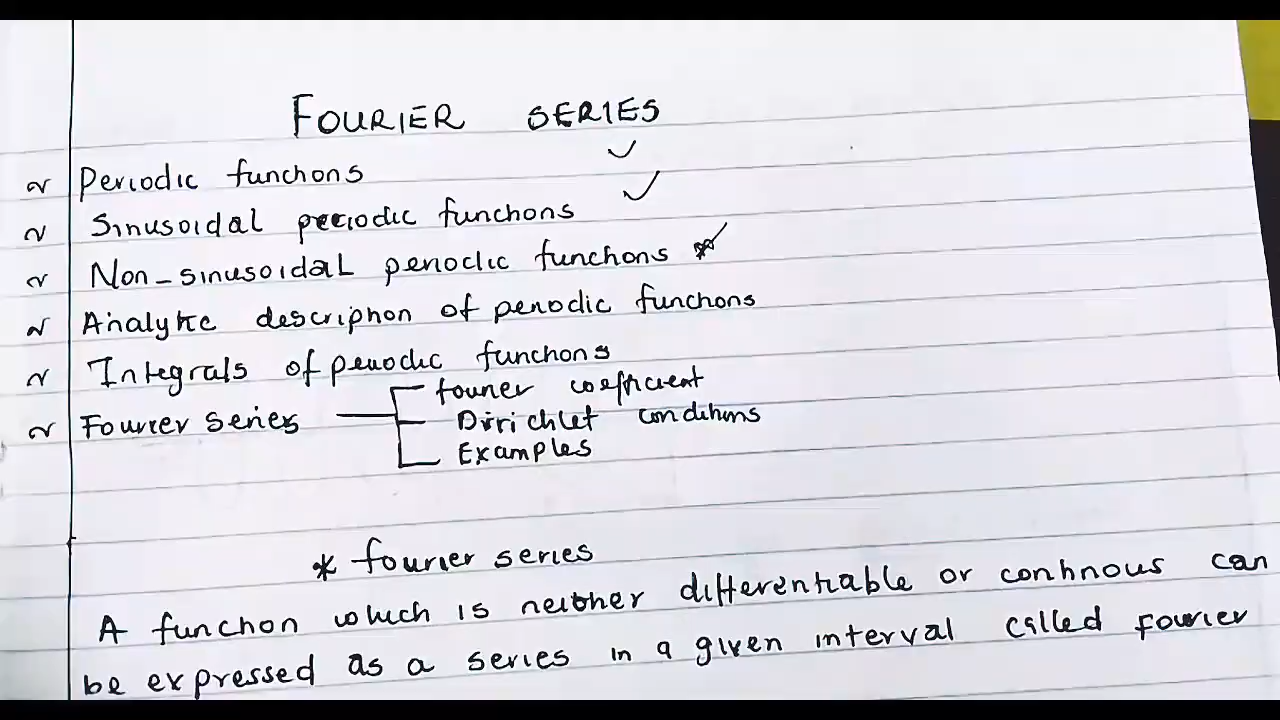 FOURIER SERIES
~ Periodic functions ✓
~ Sinusoidal periodic functions ✓
~ Non-sinusoidal periodic functions
~ Analytic description of periodic functions
~ Integrals of periodic functions
fourier coefficient
~ Fourier series Dirichlet conditions
Examples
* fourier series
A function which is neither differentiable or continous can
be expressed as a series in a given interval called fourier